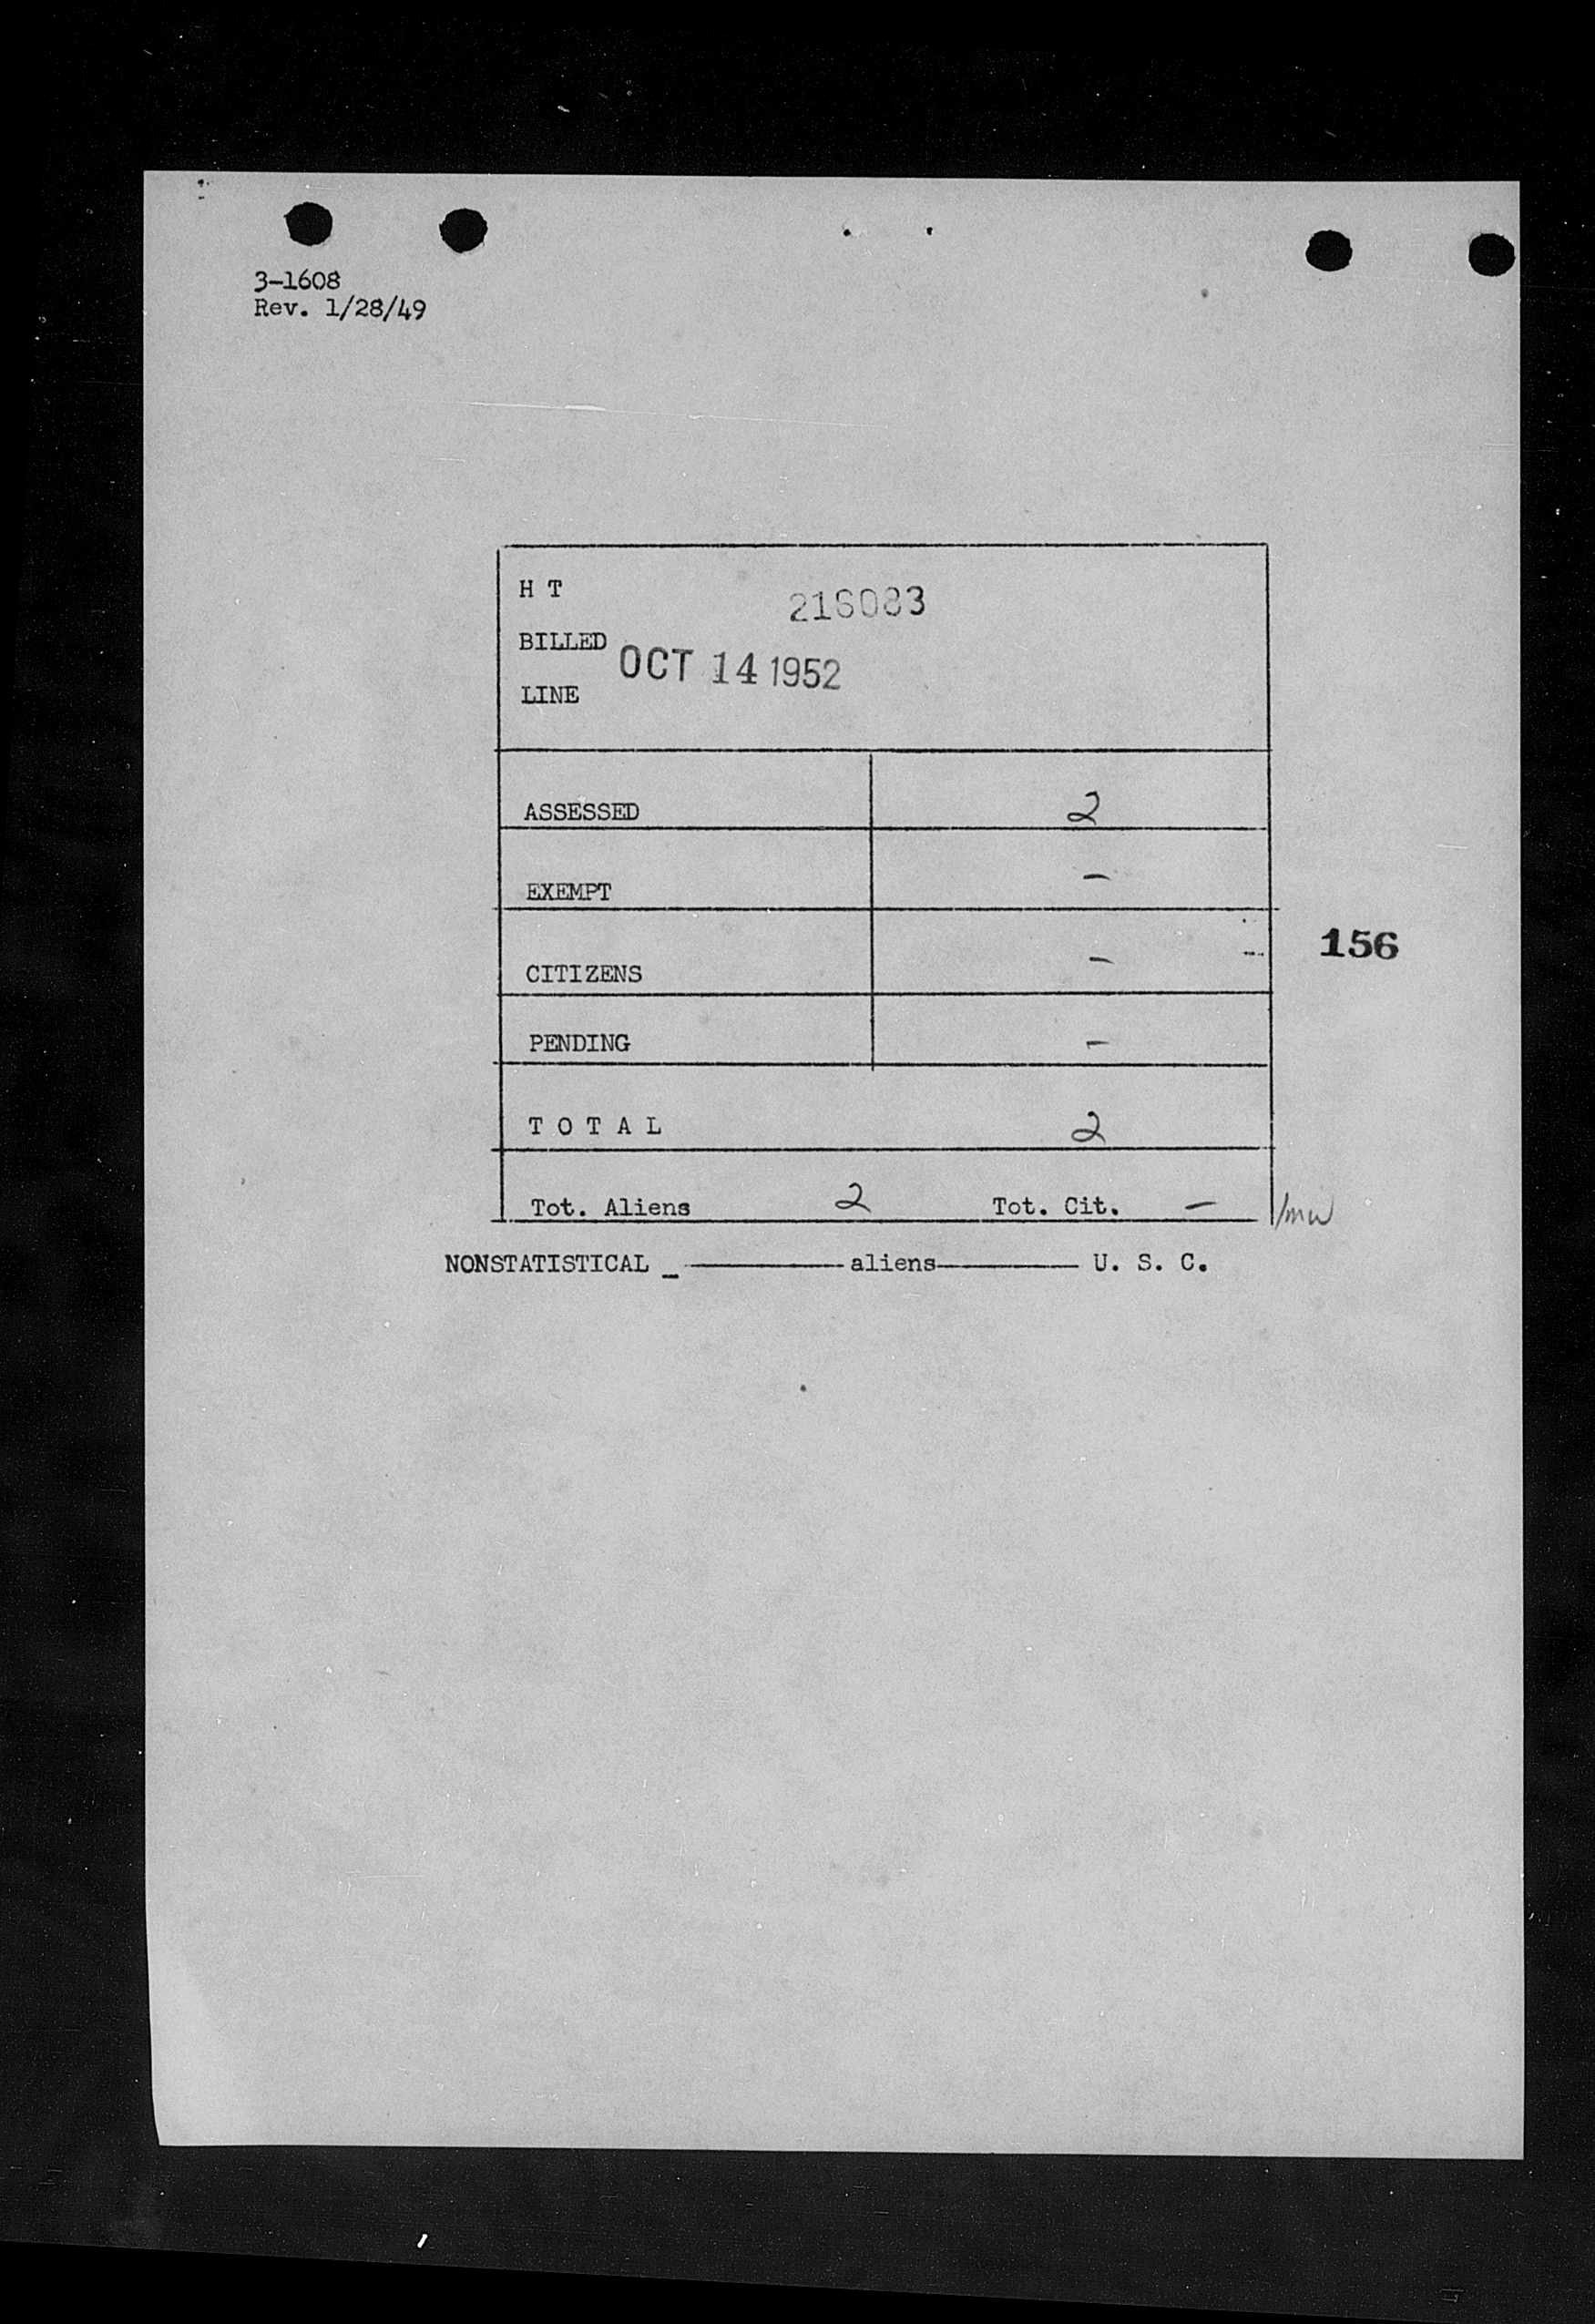 3-1608
Rev. 1/28/49
H T 216083
BILLED OCT 14 1952
LINE
ASSESSED 2
EXEMPT -
CITIZENS -
156
PENDING -
T O T A L 2
Tot. Aliens 2 Tot. Cit. - /mw
NONSTATISTICAL _ ---------- aliens---------- U. S. C.